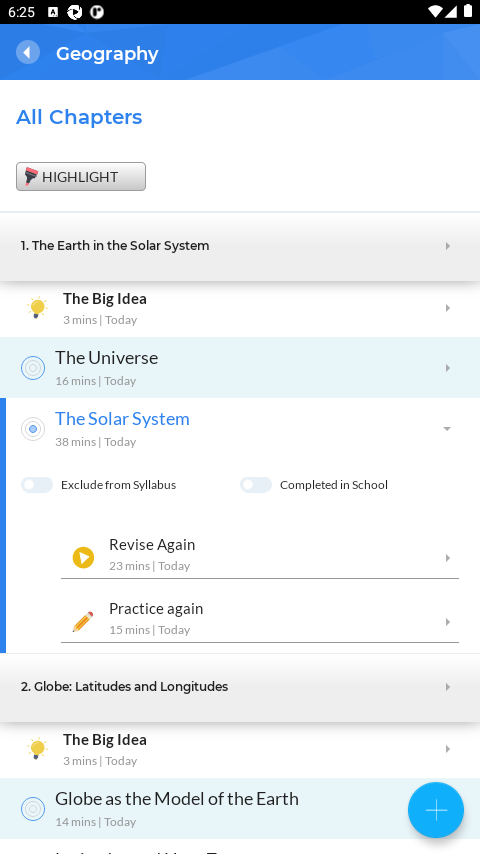 6:25
Geography
All Chapters
HIGHLIGHT
1. The Earth in the Solar System
The Big Idea
3 mins | Today
The Universe
16 mins | Today
The Solar System
38 mins | Today
Exclude from Syllabus
Completed in School
Revise Again
23 mins | Today
Practice again
15 mins | Today
2. Globe: Latitudes and Longitudes
The Big Idea
3 mins | Today
Globe as the Model of the Earth
14 mins | Today